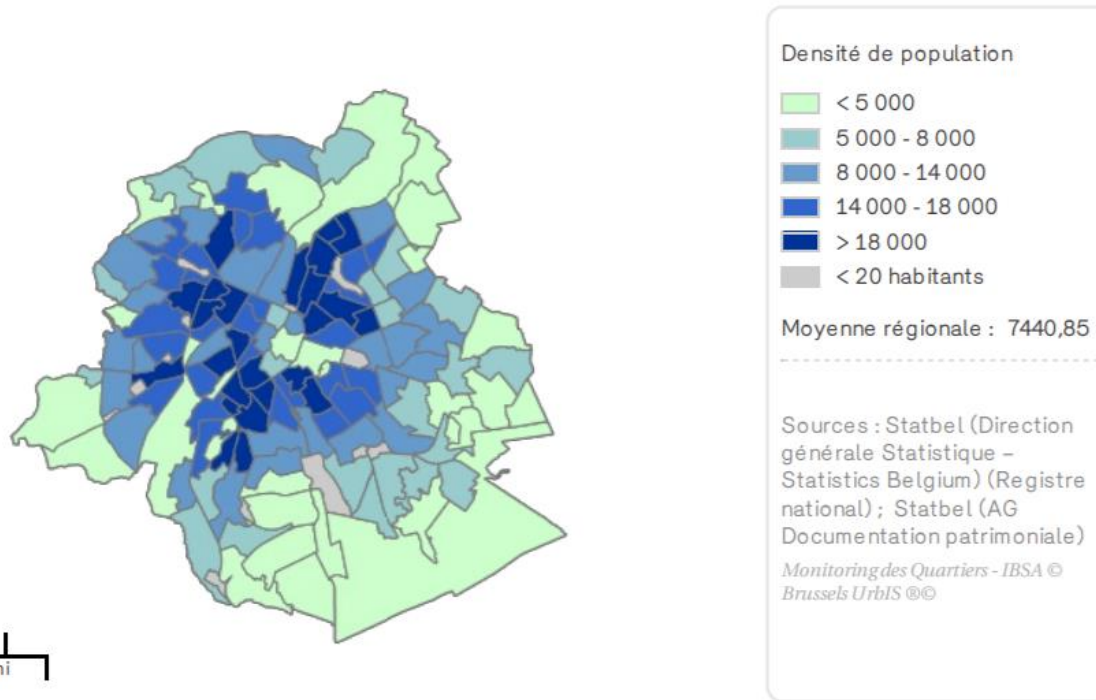 Densité de population
< 5 000
5 000 - 8 000
8 000 - 14 000
14 000 - 18 000
> 18 000
< 20 habitants
Moyenne régionale : 7440,85
Sources : Statbel (Direction
générale Statistique –
Statistics Belgium) (Registre
national) ; Statbel (AG
Documentation patrimoniale)
Monitoring des Quartiers - IBSA ©
Brussels UrbIS ®©